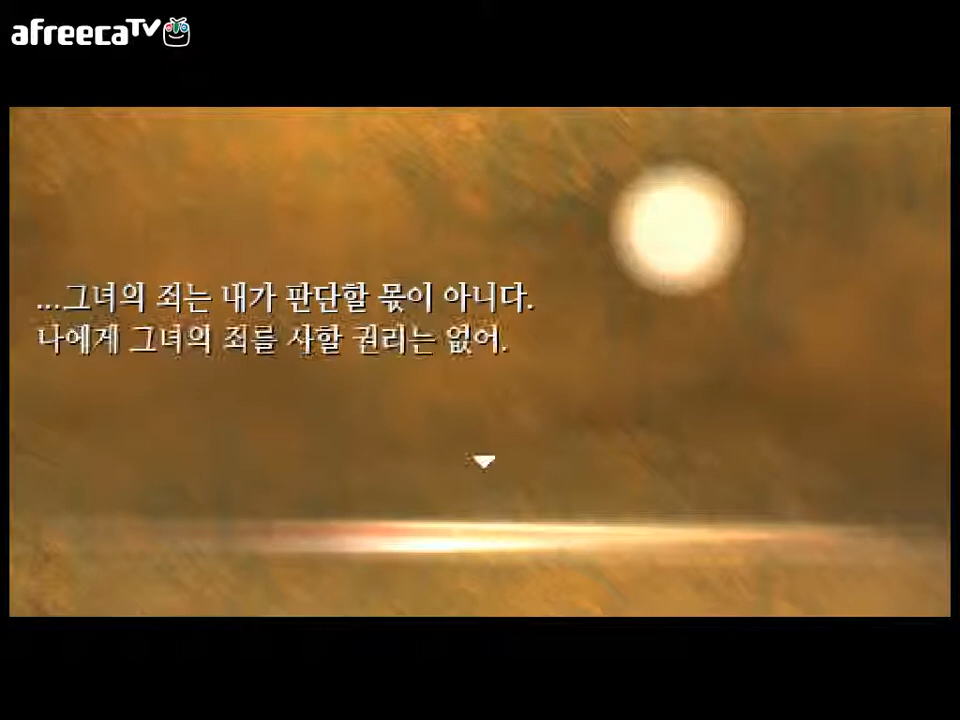 afreecaTV
...그녀의 죄는 내가 판단할 몫이 아니다.
나에게 그녀의 죄를 사할 권리는 없어.